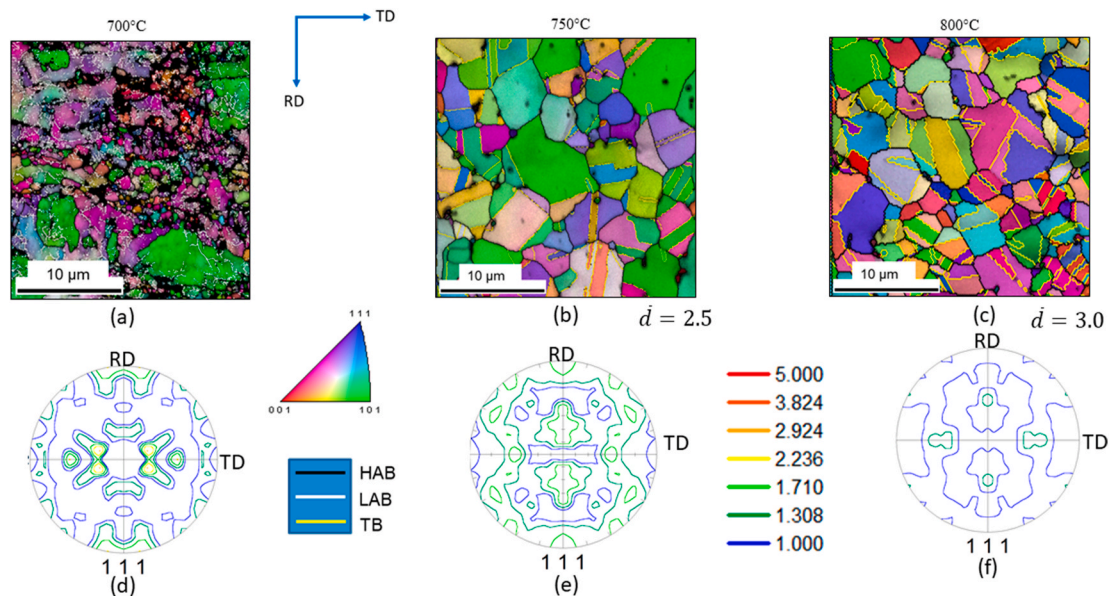 700°C
TD
RD
750°C
800°C
10 μm
10 μm
10 μm
(a)
(b)
ḋ = 2.5
(c)
ḋ = 3.0
1 1 1
0 0 1
1 0 1
HAB
LAB
TB
RD
TD
1 1 1
(d)
RD
TD
1 1 1
(e)
5.000
3.824
2.924
2.236
1.710
1.308
1.000
RD
TD
1 1 1
(f)